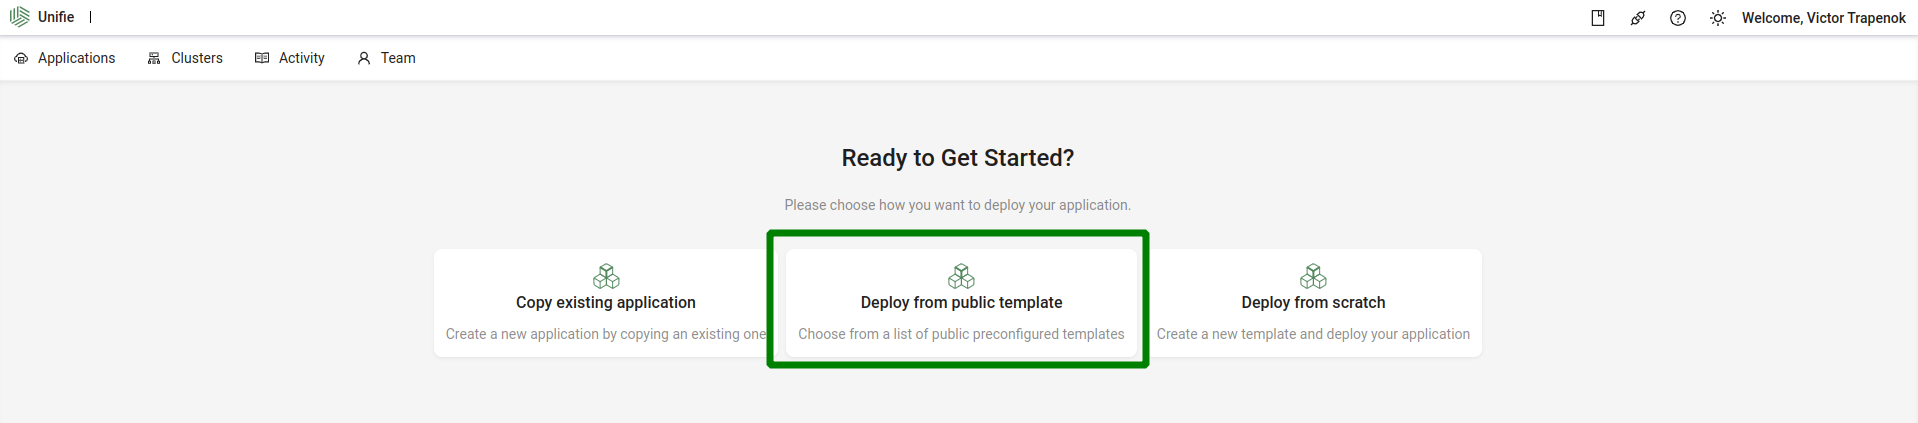 Unifie
Welcome, Victor Trapenok
Applications
Clusters
Activity
Team
Ready to Get Started?
Please choose how you want to deploy your application.
Copy existing application
Create a new application by copying an existing one
Deploy from public template
Choose from a list of public preconfigured templates
Deploy from scratch
Create a new template and deploy your application